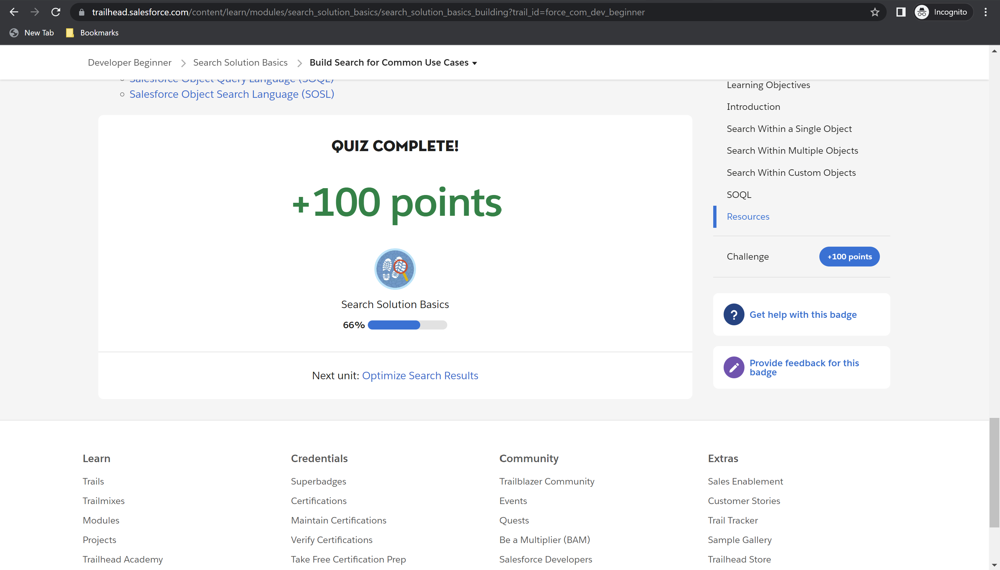 trailhead.salesforce.com/content/learn/modules/search_solution_basics/search_solution_basics_building?trail_id=force_com_dev_beginner
Incognito
New Tab
Bookmarks
Developer Beginner
Search Solution Basics
Build Search for Common Use Cases
Salesforce Object Query Language (SOQL)
Salesforce Object Search Language (SOSL)
QUIZ COMPLETE!
+100 points
Search Solution Basics
66%
Next unit: Optimize Search Results
Learning Objectives
Introduction
Search Within a Single Object
Search Within Multiple Objects
Search Within Custom Objects
SOQL
Resources
Challenge
+100 points
?
Get help with this badge
Provide feedback for this
badge
Learn
Trails
Trailmixes
Modules
Projects
Trailhead Academy
Credentials
Superbadges
Certifications
Maintain Certifications
Verify Certifications
Take Free Certification Prep
Community
Trailblazer Community
Events
Quests
Be a Multiplier (BAM)
Salesforce Developers
Extras
Sales Enablement
Customer Stories
Trail Tracker
Sample Gallery
Trailhead Store